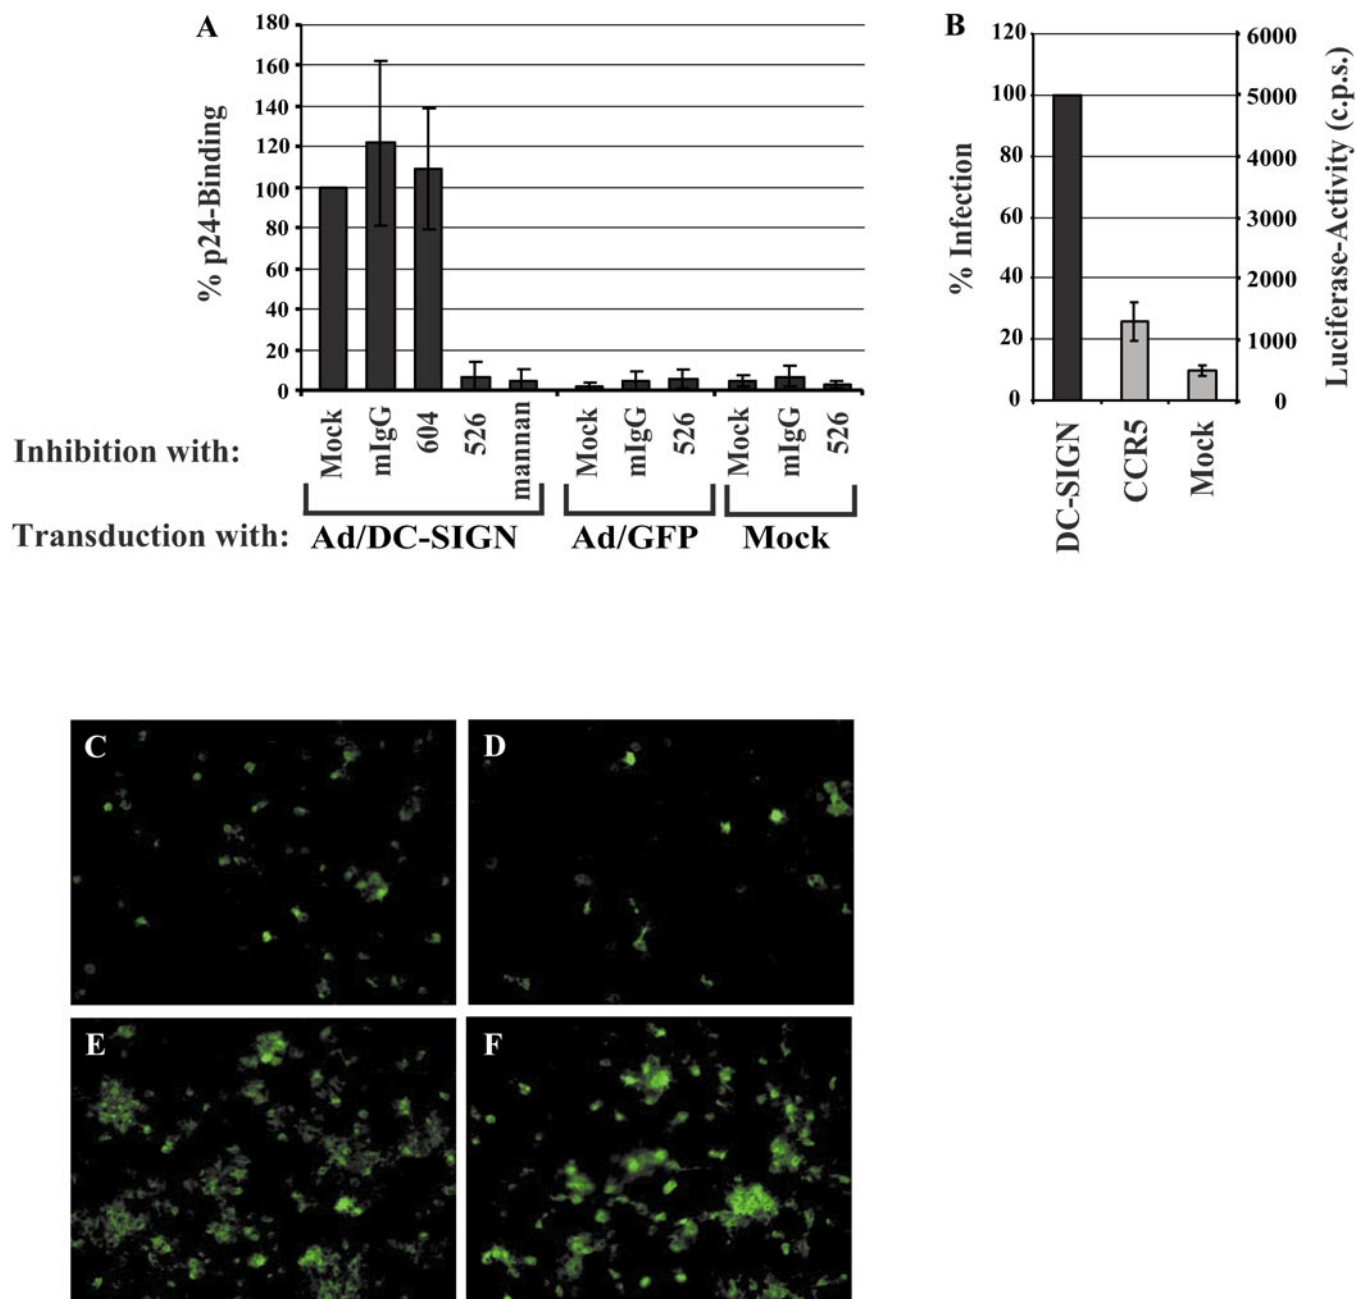 A
% p24-Binding
180
160
140
120
100
80
60
40
20
0
Inhibition with:
Mock
mIgG
604
526
mannan
Mock
mIgG
526
Mock
mIgG
526
Transduction with:
Ad/DC-SIGN
Ad/GFP
Mock
B
% Infection
120
100
80
60
40
20
0
6000
5000
4000
3000
2000
1000
0
Luciferase-Activity (c.p.s.)
DC-SIGN
CCR5
Mock
C
D
E
F